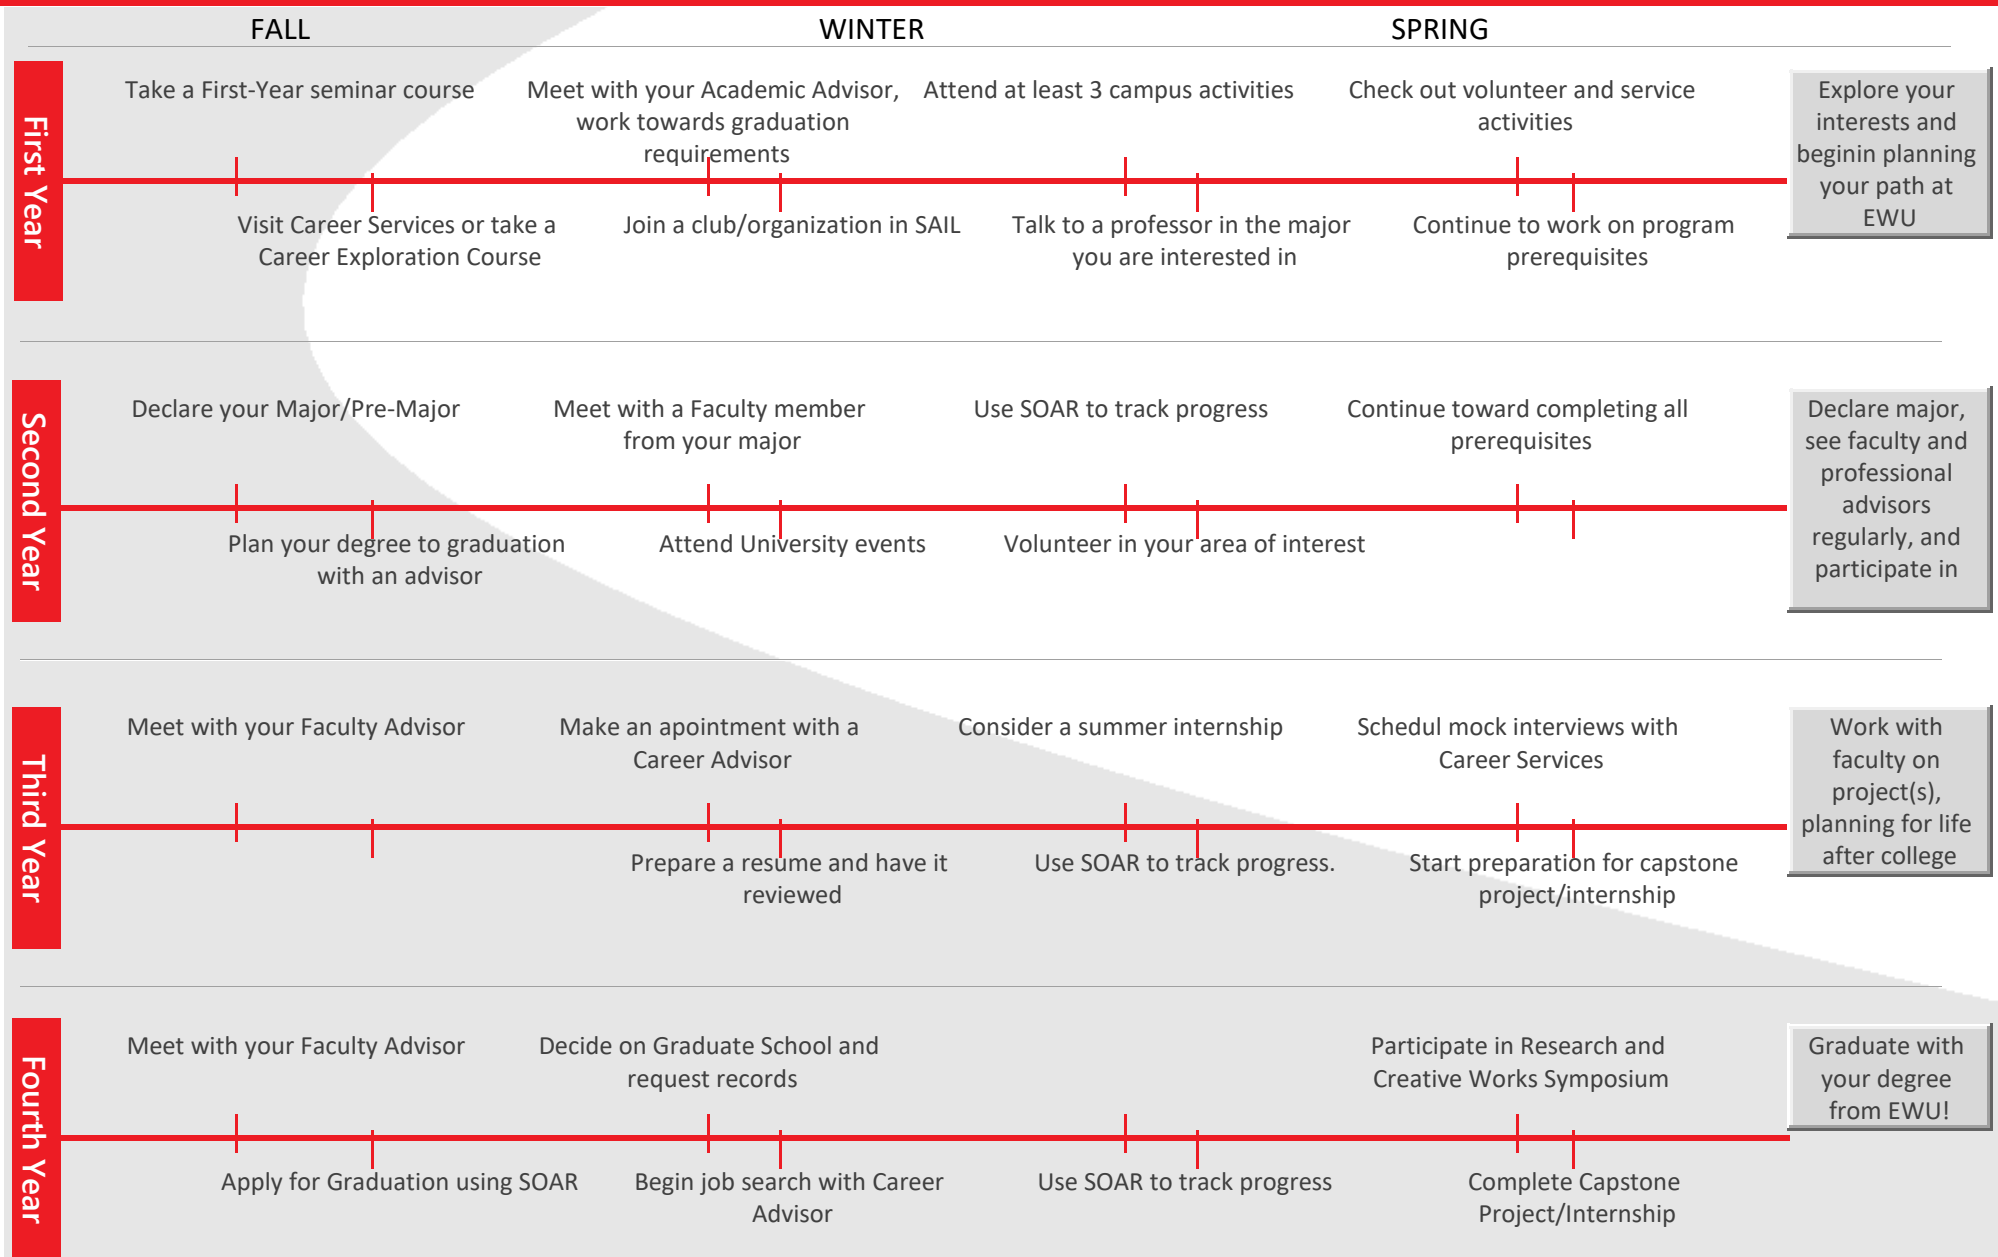 FALL
WINTER
SPRING
First Year
Take a First-Year seminar course
Meet with your Academic Advisor,
work towards graduation
requirements
Attend at least 3 campus activities
Check out volunteer and service
activities
Visit Career Services or take a
Career Exploration Course
Join a club/organization in SAIL
Talk to a professor in the major
you are interested in
Continue to work on program
prerequisites
Explore your
interests and
beginin planning
your path at
EWU
Second Year
Declare your Major/Pre-Major
Meet with a Faculty member
from your major
Use SOAR to track progress
Continue toward completing all
prerequisites
Plan your degree to graduation
with an advisor
Attend University events
Volunteer in your area of interest
Declare major,
see faculty and
professional
advisors
regularly, and
participate in
Third Year
Meet with your Faculty Advisor
Make an apointment with a
Career Advisor
Consider a summer internship
Schedul mock interviews with
Career Services
Prepare a resume and have it
reviewed
Use SOAR to track progress.
Start preparation for capstone
project/internship
Work with
faculty on
project(s),
planning for life
after college
Fourth Year
Meet with your Faculty Advisor
Decide on Graduate School and
request records
Participate in Research and
Creative Works Symposium
Apply for Graduation using SOAR
Begin job search with Career
Advisor
Use SOAR to track progress
Complete Capstone
Project/Internship
Graduate with
your degree
from EWU!